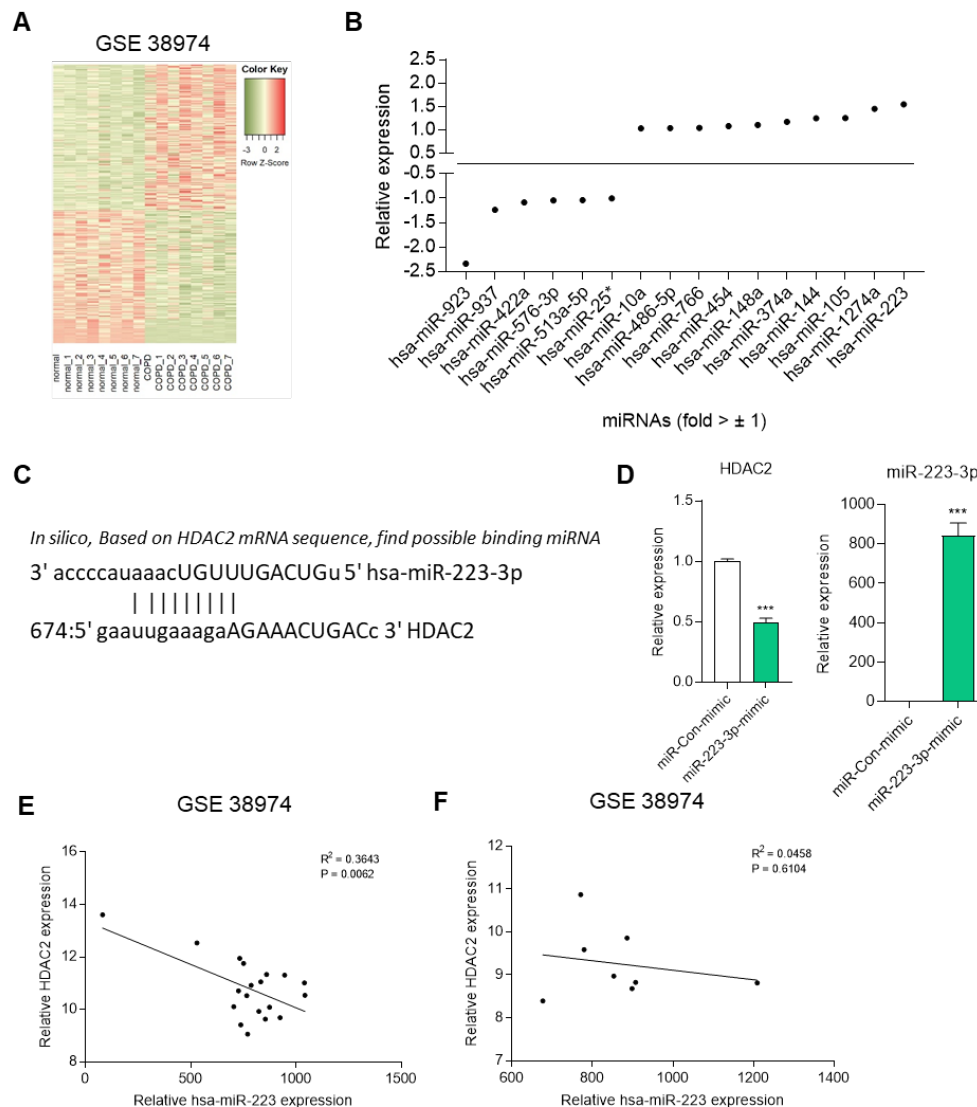 A
GSE 38974
Color Key
-3 0 2
Row Z-Score
normal
normal_1
normal_2
normal_3
normal_4
normal_5
normal_6
normal_7
COPD
COPD_1
COPD_2
COPD_3
COPD_4
COPD_5
COPD_6
COPD_7
B
Relative expression
1.5
1.0
0.5
-0.5
-1.0
-1.5
-2.0
-2.5
hsa-miR-923
hsa-miR-937
hsa-miR-422a
hsa-miR-576-3p
hsa-miR-513a-5p
hsa-miR-25*
hsa-miR-10a
hsa-miR-486-5p
hsa-miR-766
hsa-miR-454
hsa-miR-148a
hsa-miR-374a
hsa-miR-144
hsa-miR-105
hsa-miR-1274a
hsa-miR-223
miRNAs (fold > ± 1)
C
In silico, Based on HDAC2 mRNA sequence, find possible binding miRNA
3' accccauaaacUGUUUGACUGu 5' hsa-miR-223-3p
| | | | | | | | |
674:5' gaauugaaagaAGAAACUGACc 3' HDAC2
D
HDAC2
Relative expression
1.5
1.0
0.5
0.0
***
miR-Con-mimic
miR-223-3p-mimic
miR-223-3p
Relative expression
1000
800
600
400
200
0
***
miR-Con-mimic
miR-223-3p-mimic
E
GSE 38974
Relative HDAC2 expression
16
14
12
10
8
R² = 0.3643
P = 0.0062
0 500 1000 1500
Relative hsa-miR-223 expression
F
GSE 38974
Relative HDAC2 expression
12
11
10
9
8
7
R² = 0.0458
P = 0.6104
600 800 1000 1200 1400
Relative hsa-miR-223 expression